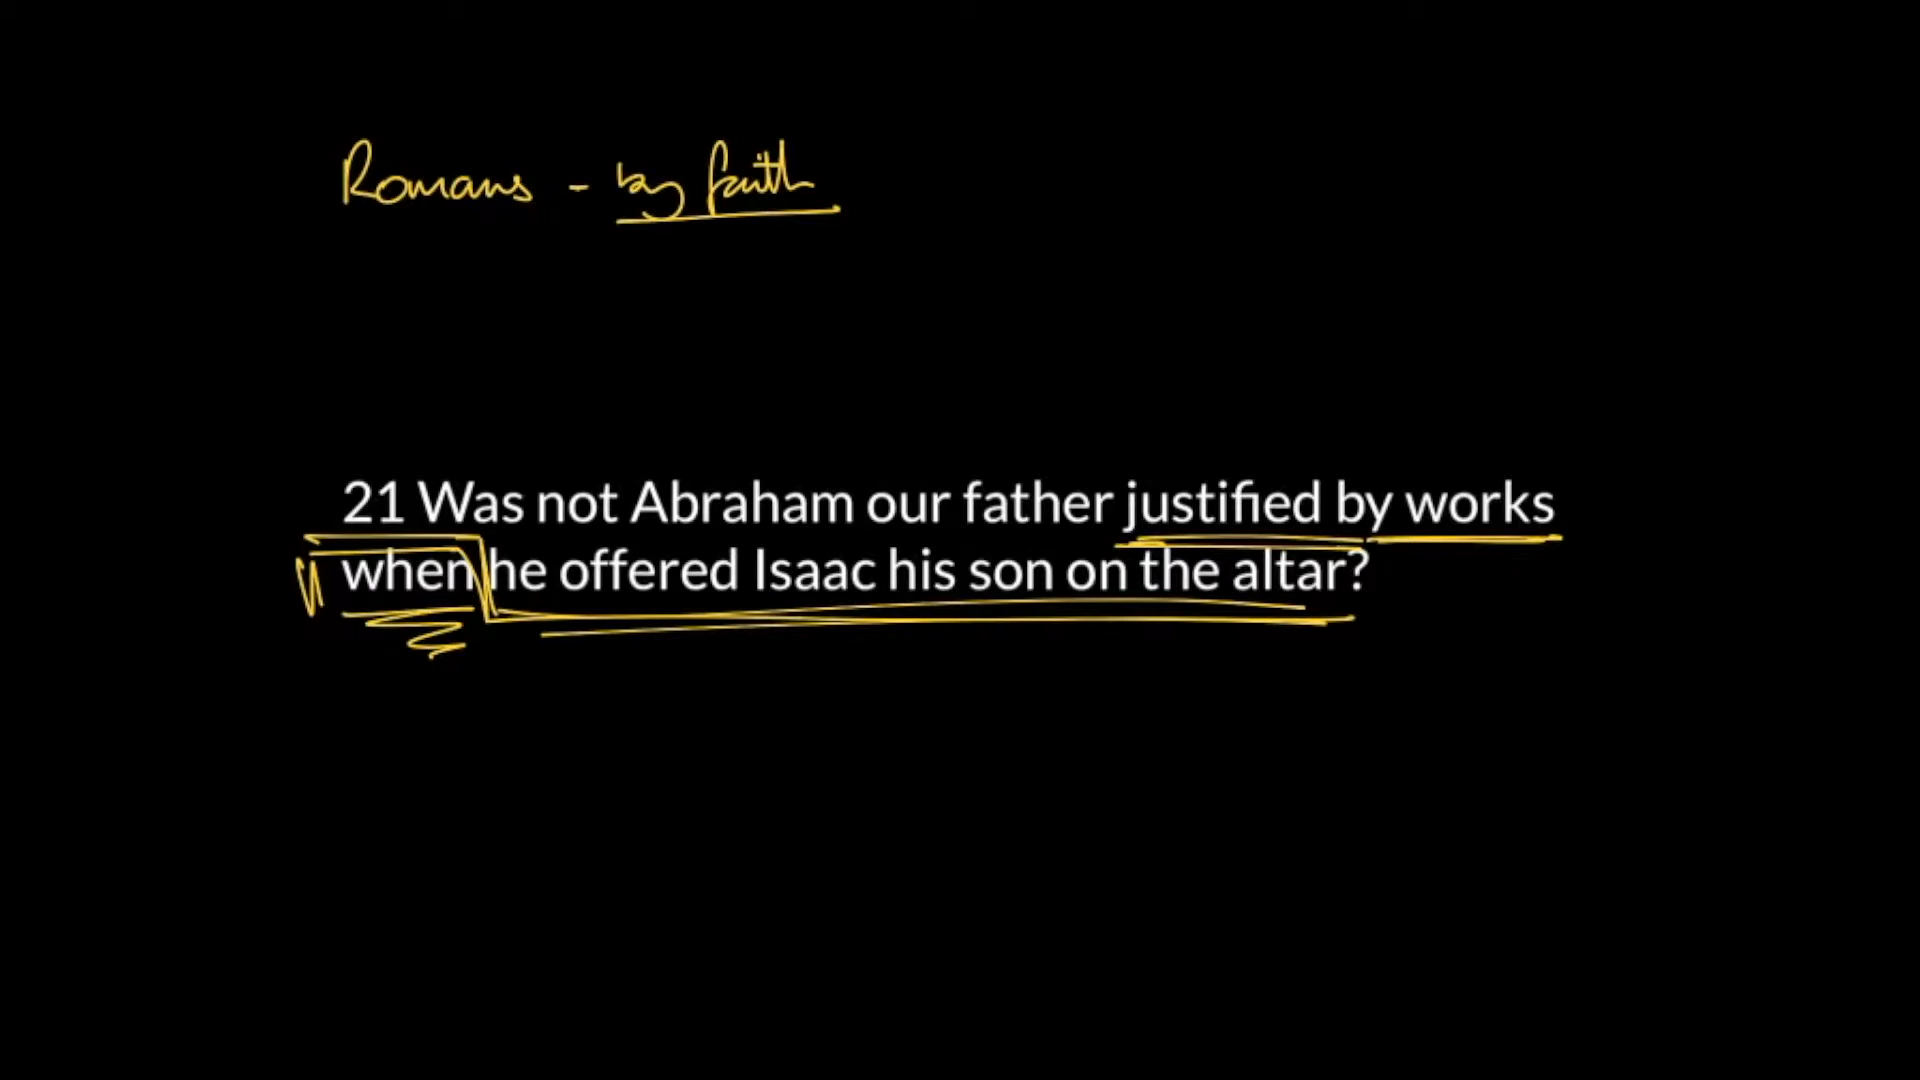 Romans - by faith
21 Was not Abraham our father justified by works
when he offered Isaac his son on the altar?